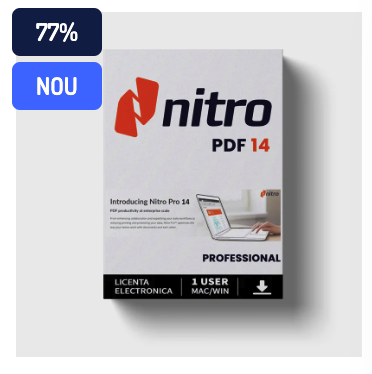 77%
NOU
nitro
PDF 14
nitro
Introducing Nitro Pro 14
PDF productivity at enterprise scale
PROFESSIONAL
LICENTA
ELECTRONICA
1 USER
MAC/WIN